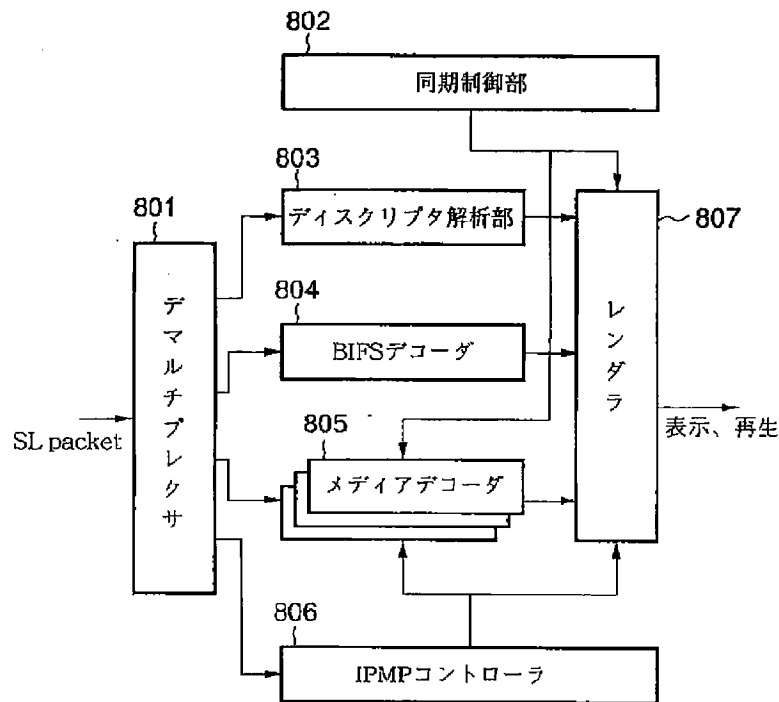 802
同期制御部
803
ディスクリプタ解析部
801
デマルチプレクサ
807
レンダラ
804
BIFSデコーダ
SL packet
表示、再生
805
メディアデコーダ
806
IPMPコントローラ